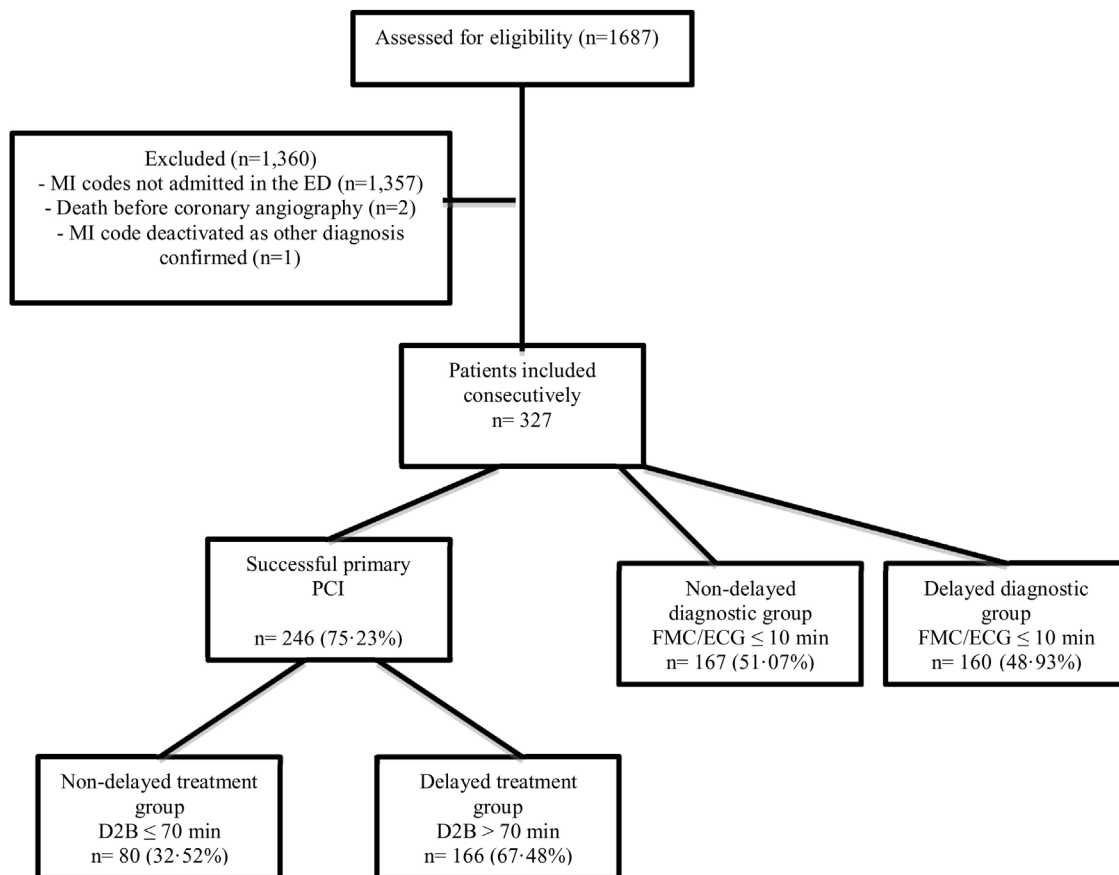 Assessed for eligibility (n=1687)
Excluded (n=1,360)
- MI codes not admitted in the ED (n=1,357)
- Death before coronary angiography (n=2)
- MI code deactivated as other diagnosis
confirmed (n=1)
Patients included
consecutively
n= 327
Successful primary
PCI
n= 246 (75·23%)
Non-delayed
diagnostic group
FMC/ECG ≤ 10 min
n= 167 (51·07%)
Delayed diagnostic
group
FMC/ECG ≤ 10 min
n= 160 (48·93%)
Non-delayed treatment
group
D2B ≤ 70 min
n= 80 (32·52%)
Delayed treatment
group
D2B > 70 min
n= 166 (67·48%)